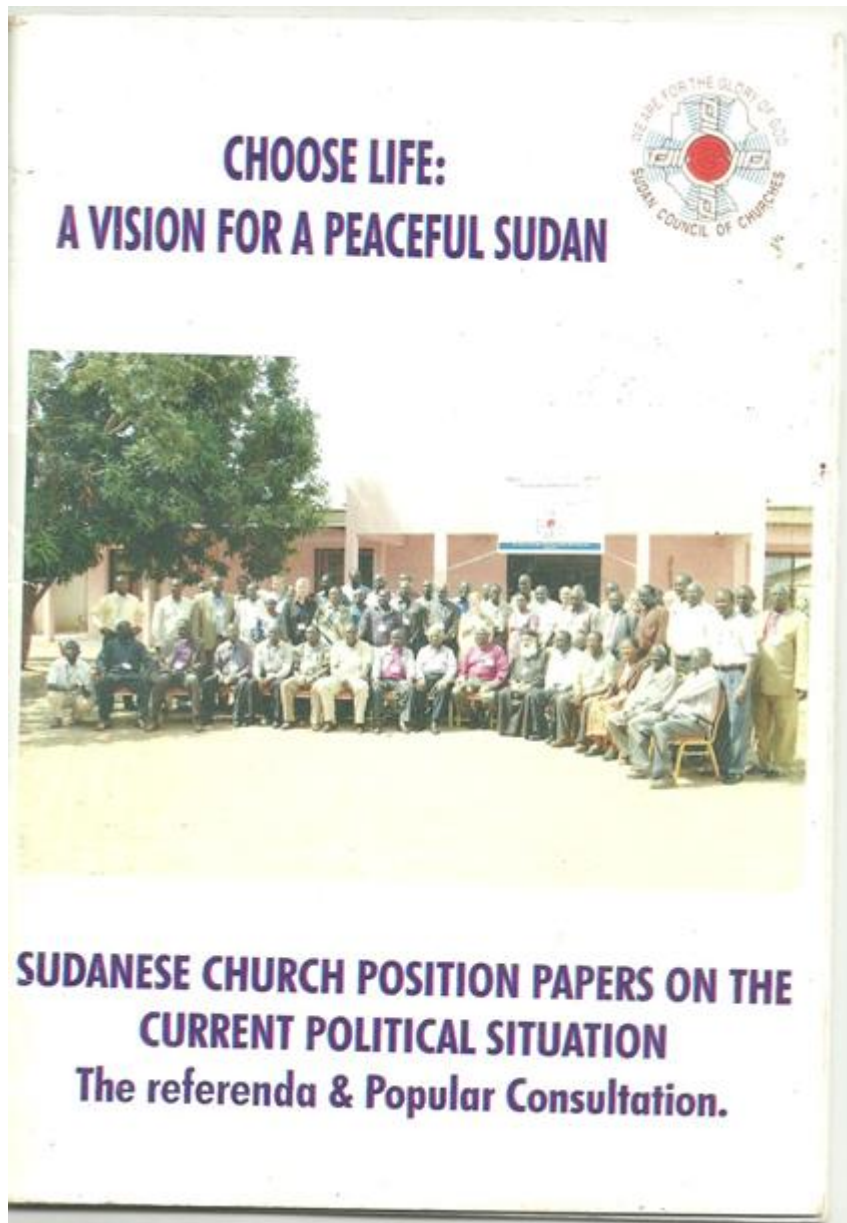 CHOOSE LIFE:
A VISION FOR A PEACEFUL SUDAN
WE ARE FOR THE GLORY OF GOD
SUDAN COUNCIL OF CHURCHES
SUDANESE CHURCH POSITION PAPERS ON THE
CURRENT POLITICAL SITUATION
The referenda & Popular Consultation.